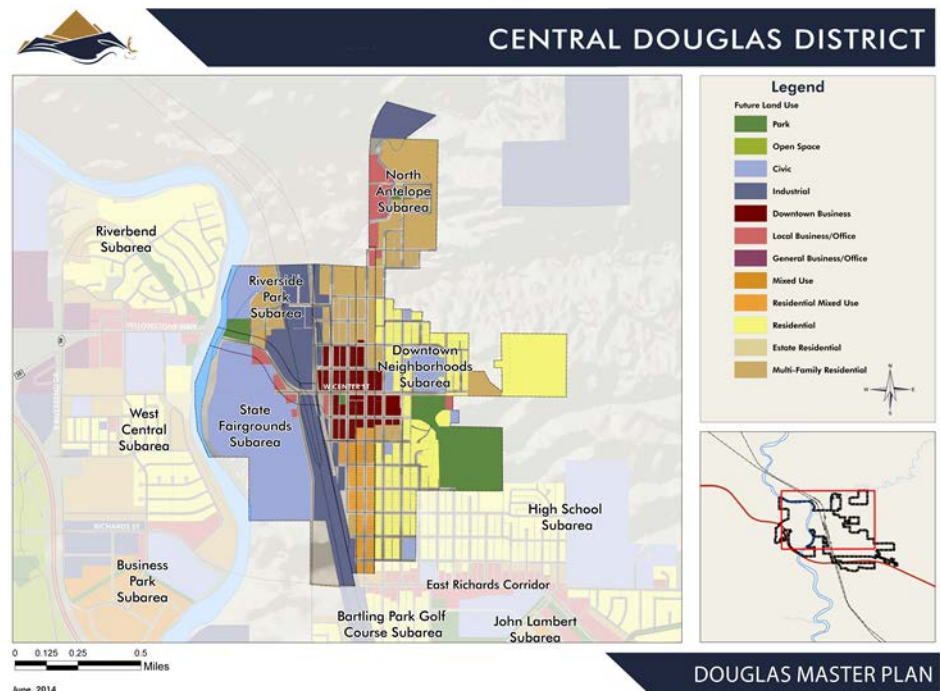 CENTRAL DOUGLAS DISTRICT
Legend
Future Land Use
Park
Open Space
Civic
Industrial
Downtown Business
Local Business/Office
General Business/Office
Mixed Use
Residential Mixed Use
Residential
Estate Residential
Multi-Family Residential
N
W
E
S
North
Antelope
Subarea
Riverbend
Subarea
Riverside
Park
Subarea
Downtown
Neighborhoods
Subarea
W CENTER ST
State
Fairgrounds
Subarea
West
Central
Subarea
High School
Subarea
RICHARDS ST
Business
Park
Subarea
East Richards Corridor
Bartling Park Golf
Course Subarea
John Lambert
Subarea
0 0.125 0.25 0.5
Miles
June, 2014
DOUGLAS MASTER PLAN